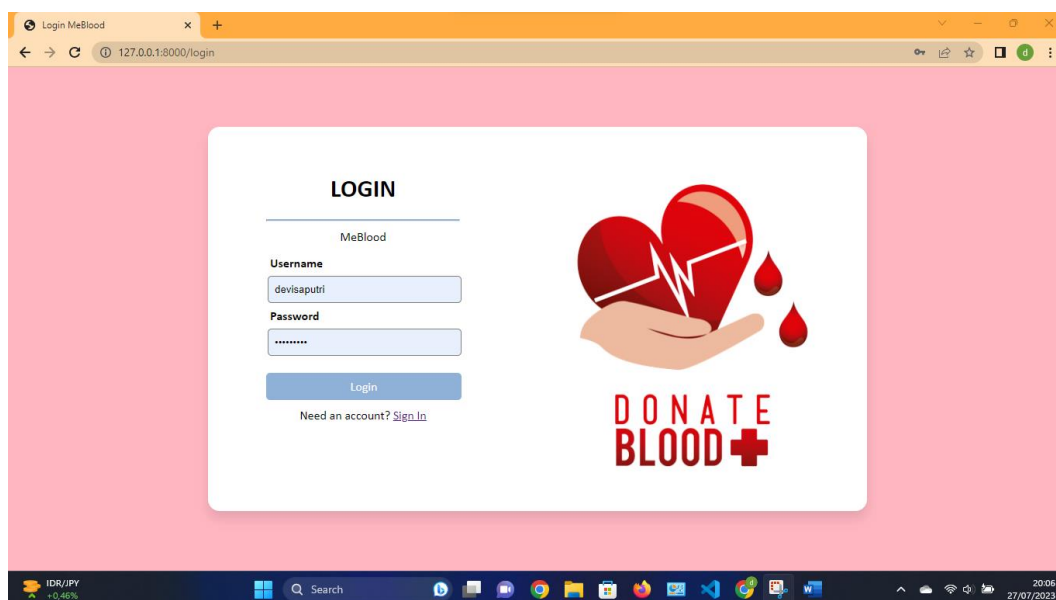 Login MeBlood
127.0.0.1:8000/login
d
LOGIN
MeBlood
Username
devisaputri
Password
•••••••••
Login
Need an account? Sign In
DONATE
BLOOD
IDR/JPY
+0,46%
Search
20:06
27/07/2023